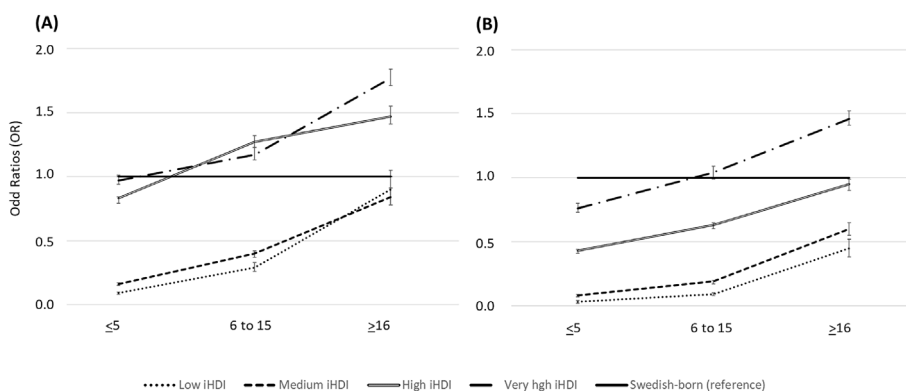 (A)
(B)
2.0
1.5
1.0
0.5
0.0
Odd Ratios (OR)
≤5
6 to 15
≥16
2.0
1.5
1.0
0.5
0.0
≤5
6 to 15
≥16
Low iHDI Medium iHDI High iHDI Very hgh iHDI Swedish-born (reference)